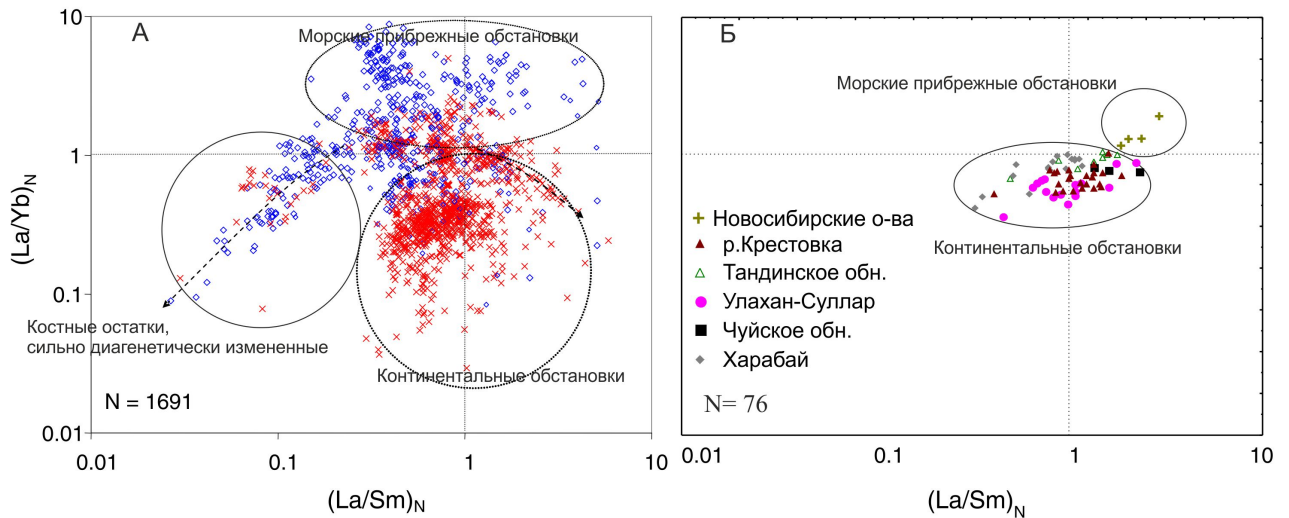 А
Морские прибрежные обстановки
10
1
0.1
0.01
(La/Yb)N
Костные остатки,
сильно диагенетически измененные
Континентальные обстановки
N = 1691
0.01
0.1
1
10
(La/Sm)N
Б
Морские прибрежные обстановки
Континентальные обстановки
Новосибирские о-ва
р.Крестовка
Тандинское обн.
Улахан-Суллар
Чуйское обн.
Харабай
N= 76
0.01
0.1
1
10
(La/Sm)N